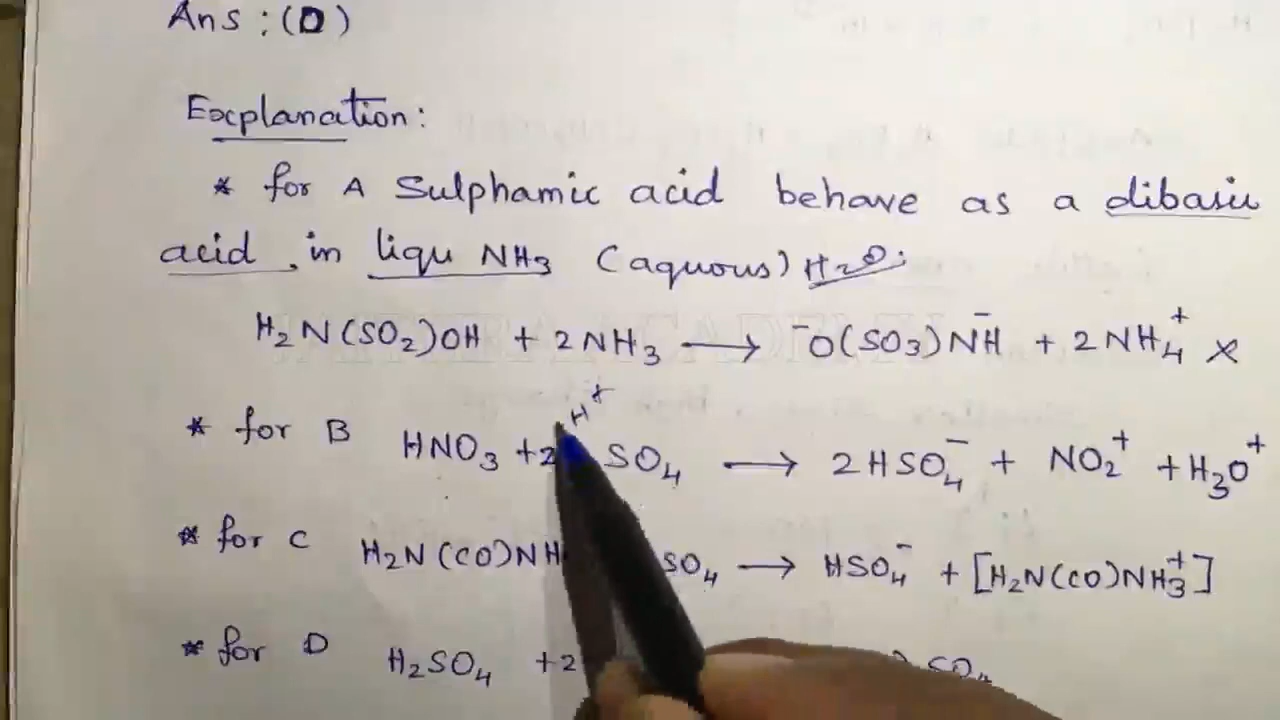 Ans : (D)
Explanation:
* for A Sulphamic acid behave as a dibasic
acid, in liqu NH₃ (aquous) H₂O.
H₂N(SO₂)OH + 2NH₃ → ⁻O(SO₃)NH⁻ + 2NH₄⁺ x
H⁺
* for B HNO₃ + 2 SO₄ → 2HSO₄⁻ + NO₂⁺ + H₃O⁺
* for C H₂N(CO)NH SO₄ → HSO₄⁻ + [H₂N(CO)NH₃⁺]
* for D H₂SO₄ + 2 SO₄